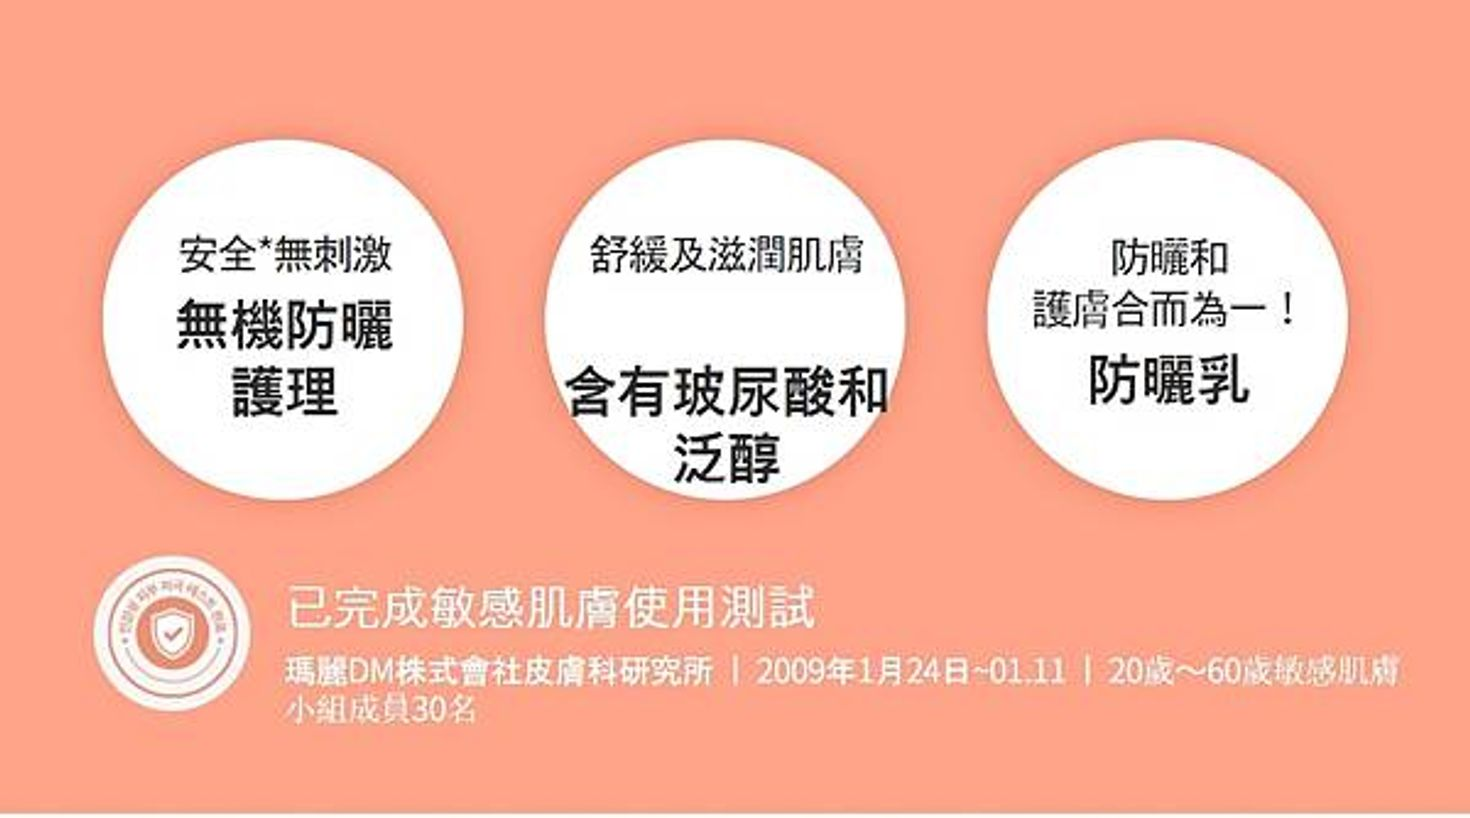 安全*無刺激
無機防曬
護理
舒緩及滋潤肌膚
含有玻尿酸和
泛醇
防曬和
護膚合而為一！
防曬乳
已完成敏感肌膚使用測試
瑪麗DM株式會社皮膚科研究所 | 2009年1月24日~01.11 | 20歲～60歲敏感肌膚
小組成員30名